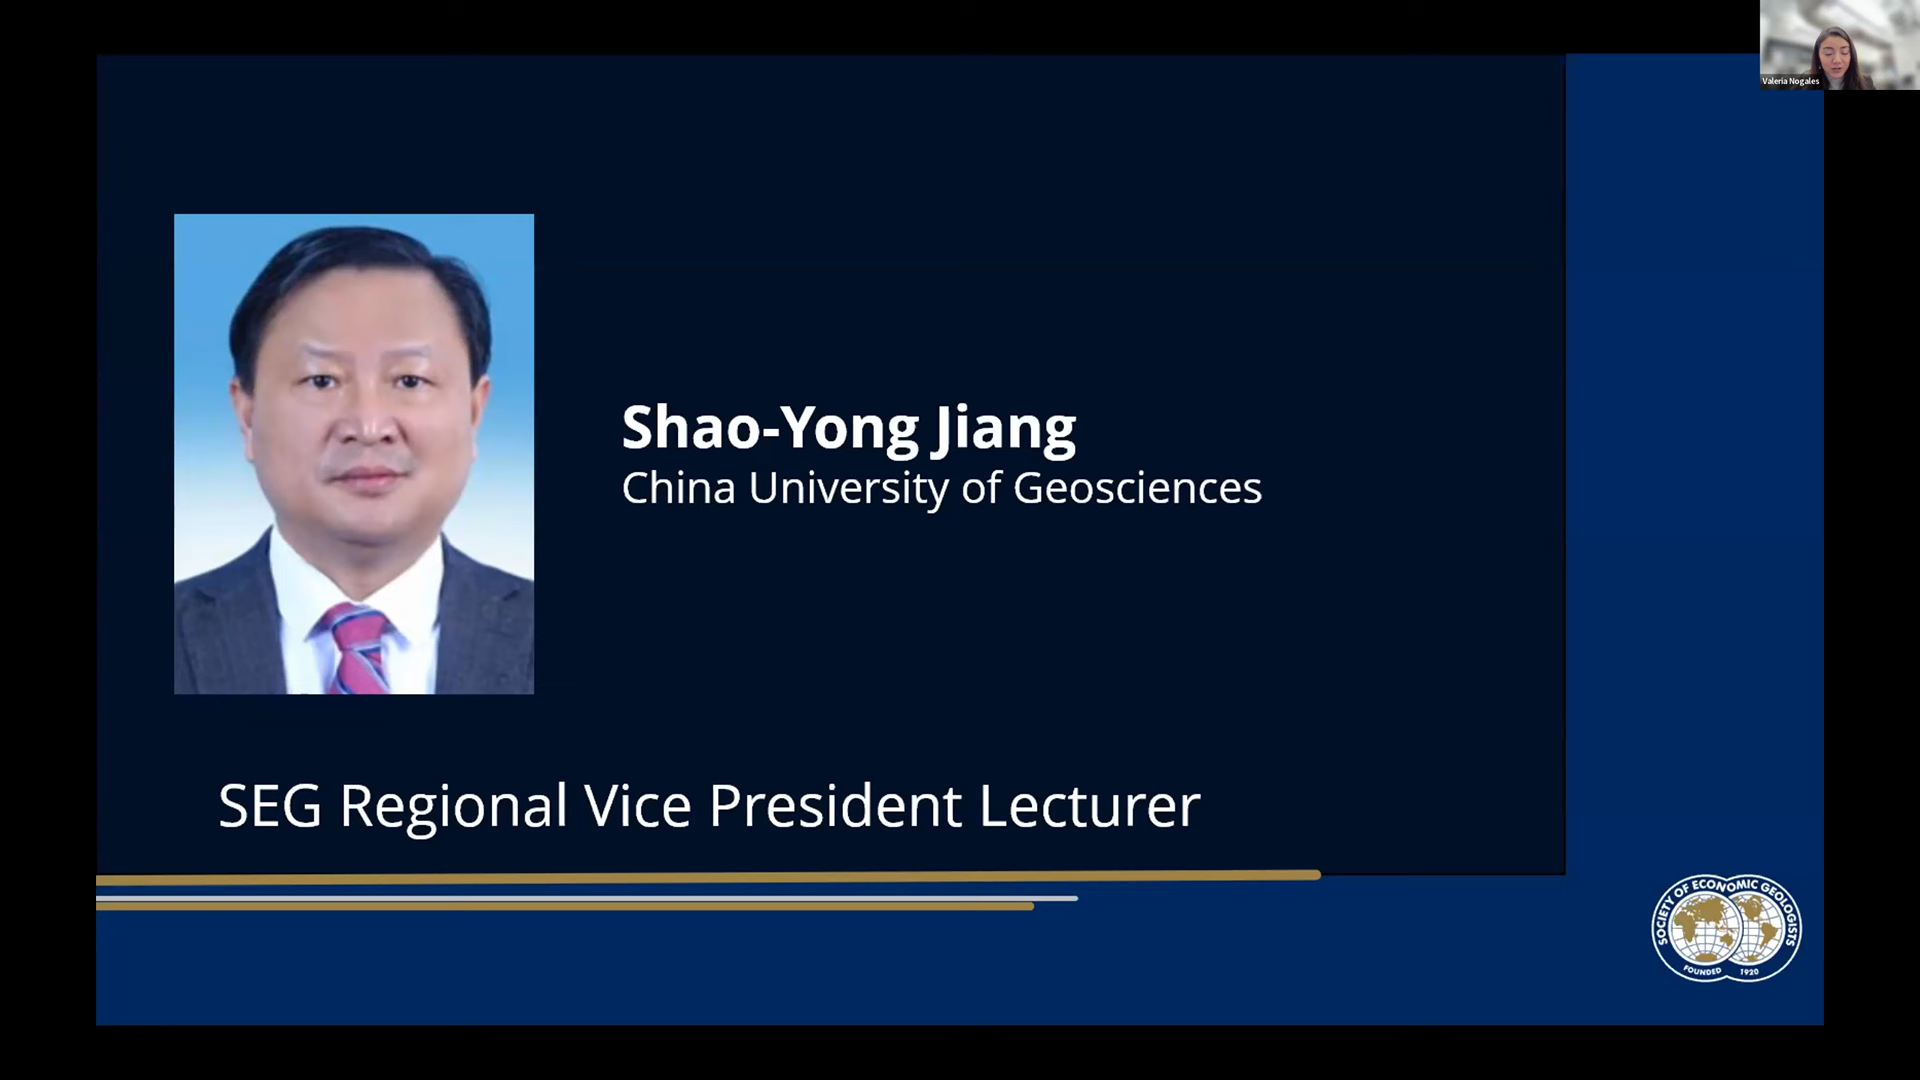 Valeria Nogales
Shao-Yong Jiang
China University of Geosciences
SEG Regional Vice President Lecturer
SOCIETY OF ECONOMIC GEOLOGISTS
FOUNDED 1920